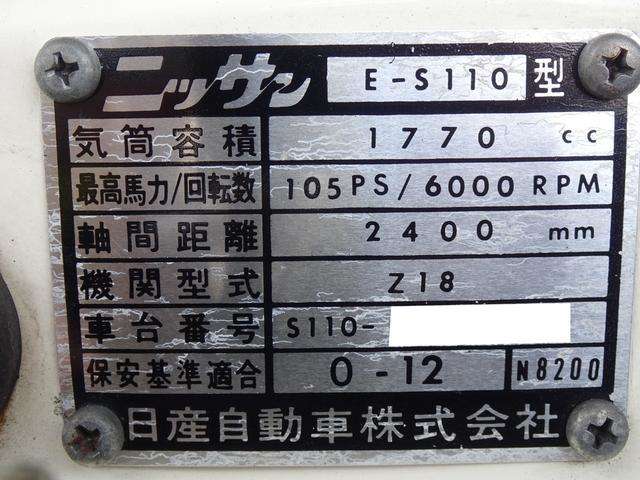 ニッサン E-S110 型
気筒容積 1770 cc
最高馬力/回転数 105PS/6000RPM
軸間距離 2400 mm
機関型式 Z18
車台番号 S110-
保安基準適合 0-12 N8200
日産自動車株式会社